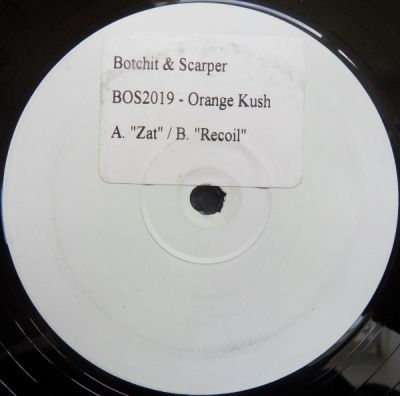 Botchit & Scarper
BOS2019 - Orange Kush
A. "Zat" / B. "Recoil"